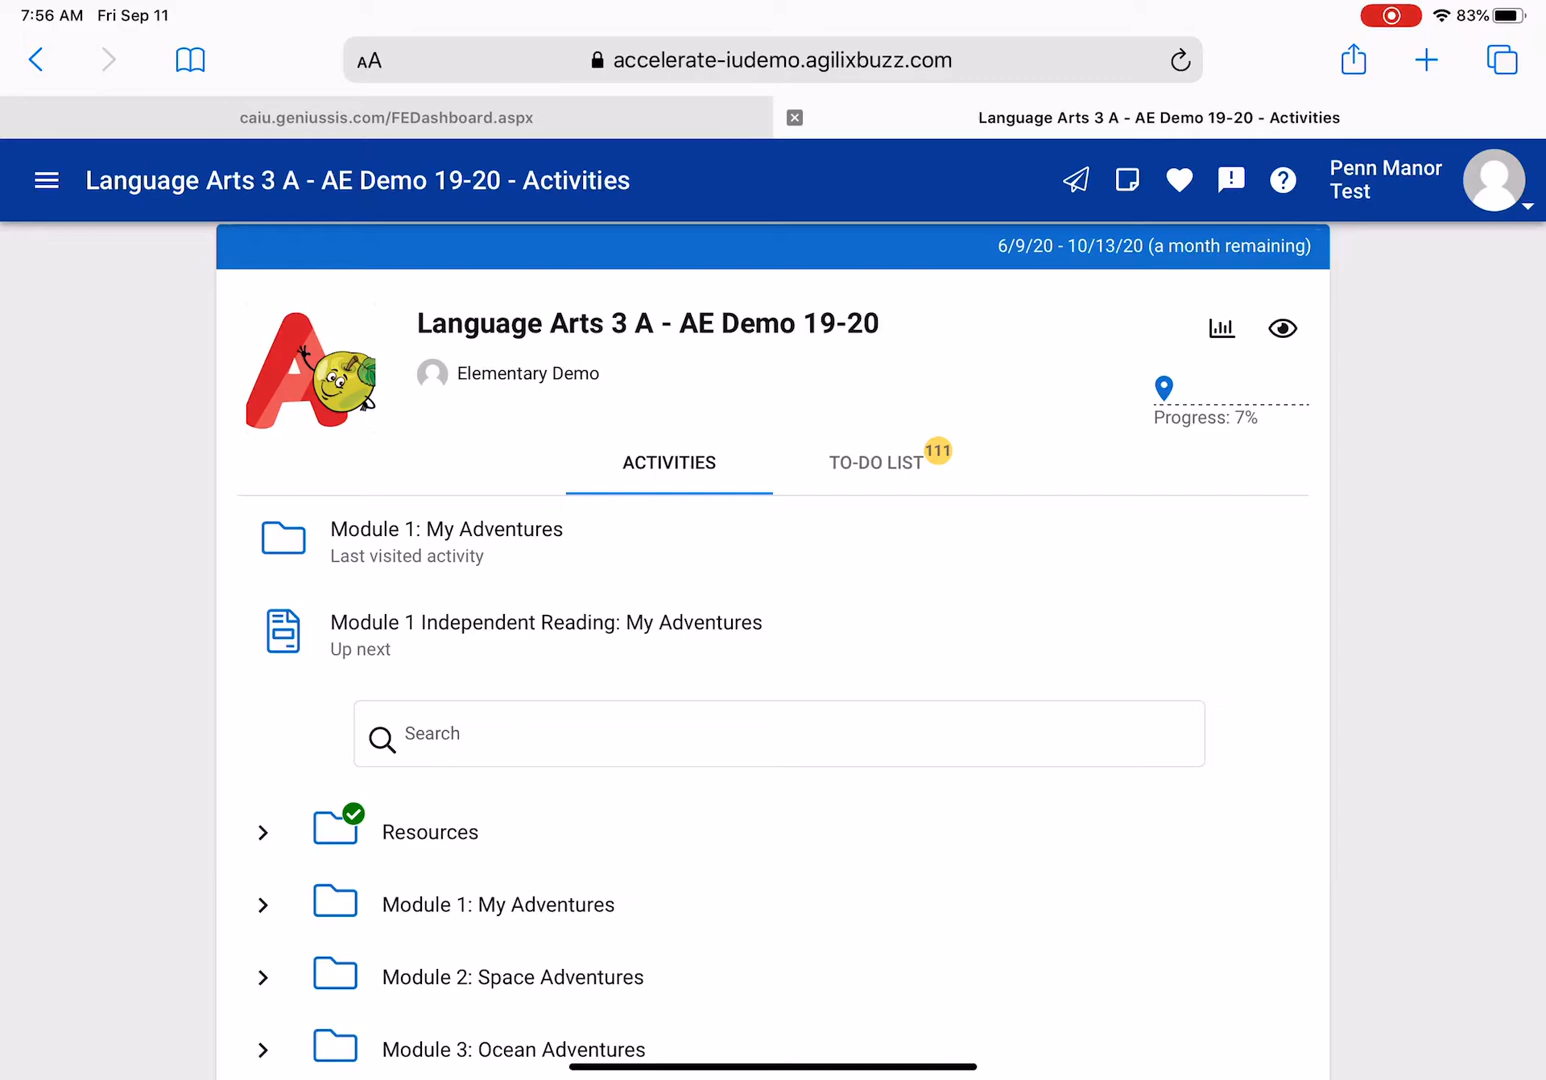 7:56 AM Fri Sep 11
83%
AA
accelerate-iudemo.agilixbuzz.com
caiu.geniussis.com/FEDashboard.aspx
Language Arts 3 A - AE Demo 19-20 - Activities
Language Arts 3 A - AE Demo 19-20 - Activities
Penn Manor
Test
6/9/20 - 10/13/20 (a month remaining)
Language Arts 3 A - AE Demo 19-20
Elementary Demo
Progress: 7%
ACTIVITIES
TO-DO LIST 111
Module 1: My Adventures
Last visited activity
Module 1 Independent Reading: My Adventures
Up next
Search
Resources
Module 1: My Adventures
Module 2: Space Adventures
Module 3: Ocean Adventures